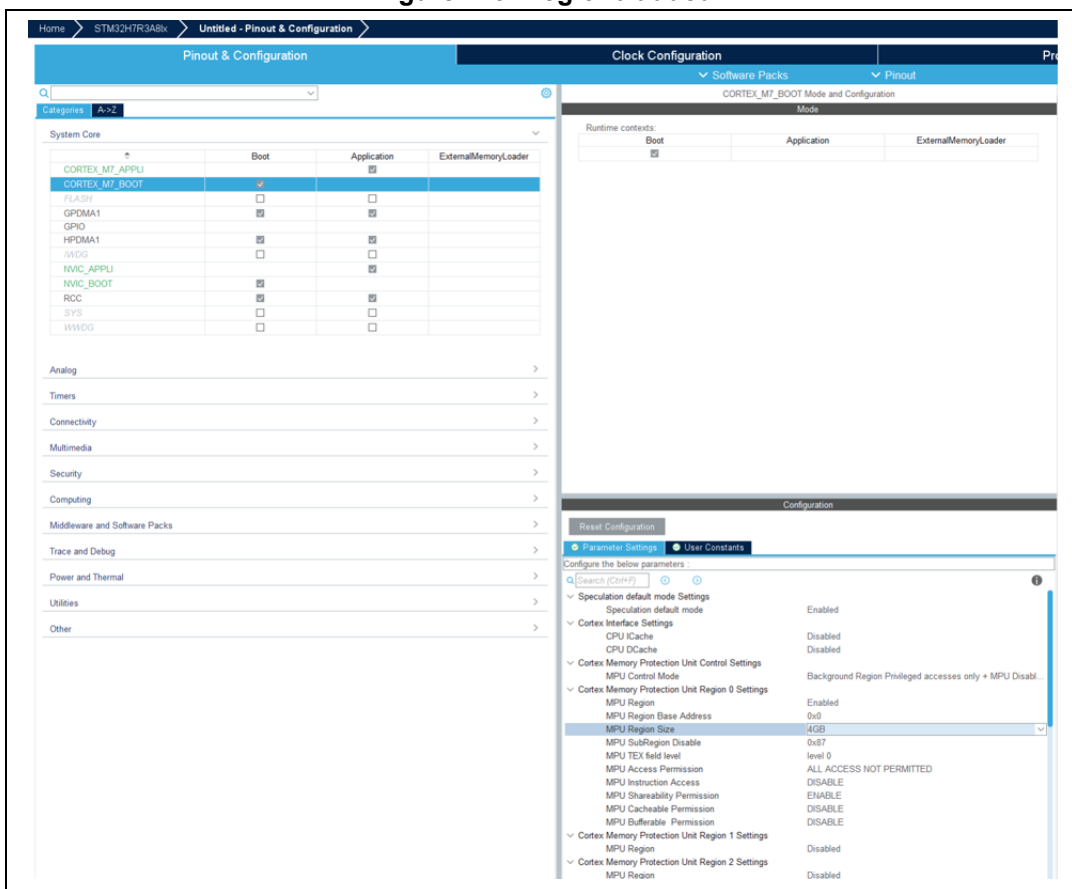 Home STM32H7R3A8Ix Untitled - Pinout & Configuration
Pinout & Configuration Clock Configuration
Software Packs Pinout
Categories A->Z
System Core
Boot Application ExternalMemoryLoader
CORTEX_M7_APPLI
CORTEX_M7_BOOT
FLASH
GPDMA1
GPIO
HPDMA1
IWDG
NVIC_APPLI
NVIC_BOOT
RCC
SYS
WWDG
Analog
Timers
Connectivity
Multimedia
Security
Computing
Middleware and Software Packs
Trace and Debug
Power and Thermal
Utilities
Other
CORTEX_M7_BOOT Mode and Configuration
Mode
Runtime contexts:
Boot Application ExternalMemoryLoader
Configuration
Reset Configuration
Parameter Settings User Constants
Configure the below parameters :
Search (Ctrl+F)
Speculation default mode Settings
Speculation default mode Enabled
Cortex Interface Settings
CPU ICache Disabled
CPU DCache Disabled
Cortex Memory Protection Unit Control Settings
MPU Control Mode Background Region Privileged accesses only + MPU Disabl...
Cortex Memory Protection Unit Region 0 Settings
MPU Region Enabled
MPU Region Base Address 0x0
MPU Region Size 4GB
MPU SubRegion Disable 0x87
MPU TEX field level level 0
MPU Access Permission ALL ACCESS NOT PERMITTED
MPU Instruction Access DISABLE
MPU Shareability Permission ENABLE
MPU Cacheable Permission DISABLE
MPU Bufferable Permission DISABLE
Cortex Memory Protection Unit Region 1 Settings
MPU Region Disabled
Cortex Memory Protection Unit Region 2 Settings
MPU Region Disabled